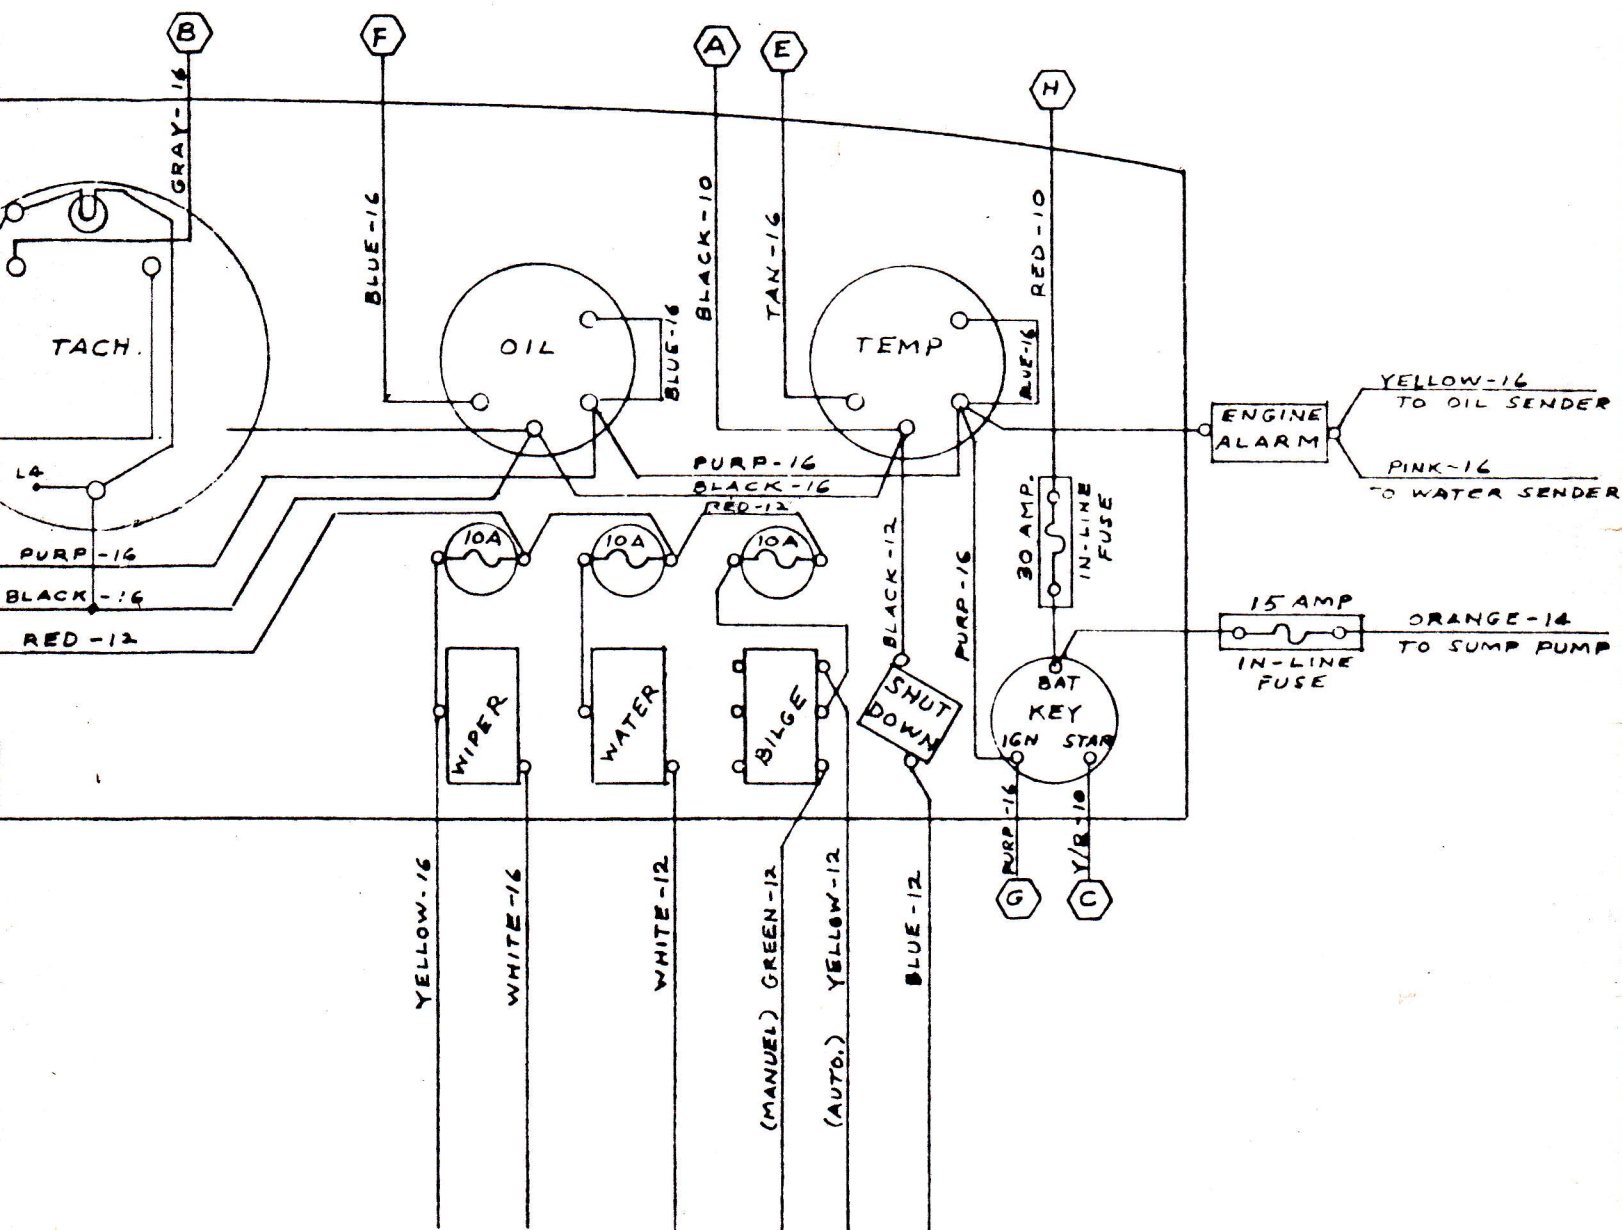 B
F
A
E
H
GRAY-16
BLUE-16
BLACK-10
TAN-16
RED-10
TACH.
OIL
BLUE-16
TEMP
BLUE-16
ENGINE
ALARM
YELLOW-16
TO OIL SENDER
PINK-16
TO WATER SENDER
L4
PURP-16
BLACK-16
RED-12
PURP-16
BLACK-16
RED-12
10A
10A
10A
BLACK-12
PURP-16
30 AMP.
IN-LINE
FUSE
15 AMP
IN-LINE
FUSE
ORANGE-14
TO SUMP PUMP
WIPER
WATER
BILGE
SHUT
DOWN
BAT
KEY
IGN STAR
PURP-16
Y/R-10
G
C
YELLOW-16
WHITE-16
WHITE-12
(MANUEL) GREEN-12
(AUTO.) YELLOW-12
BLUE-12